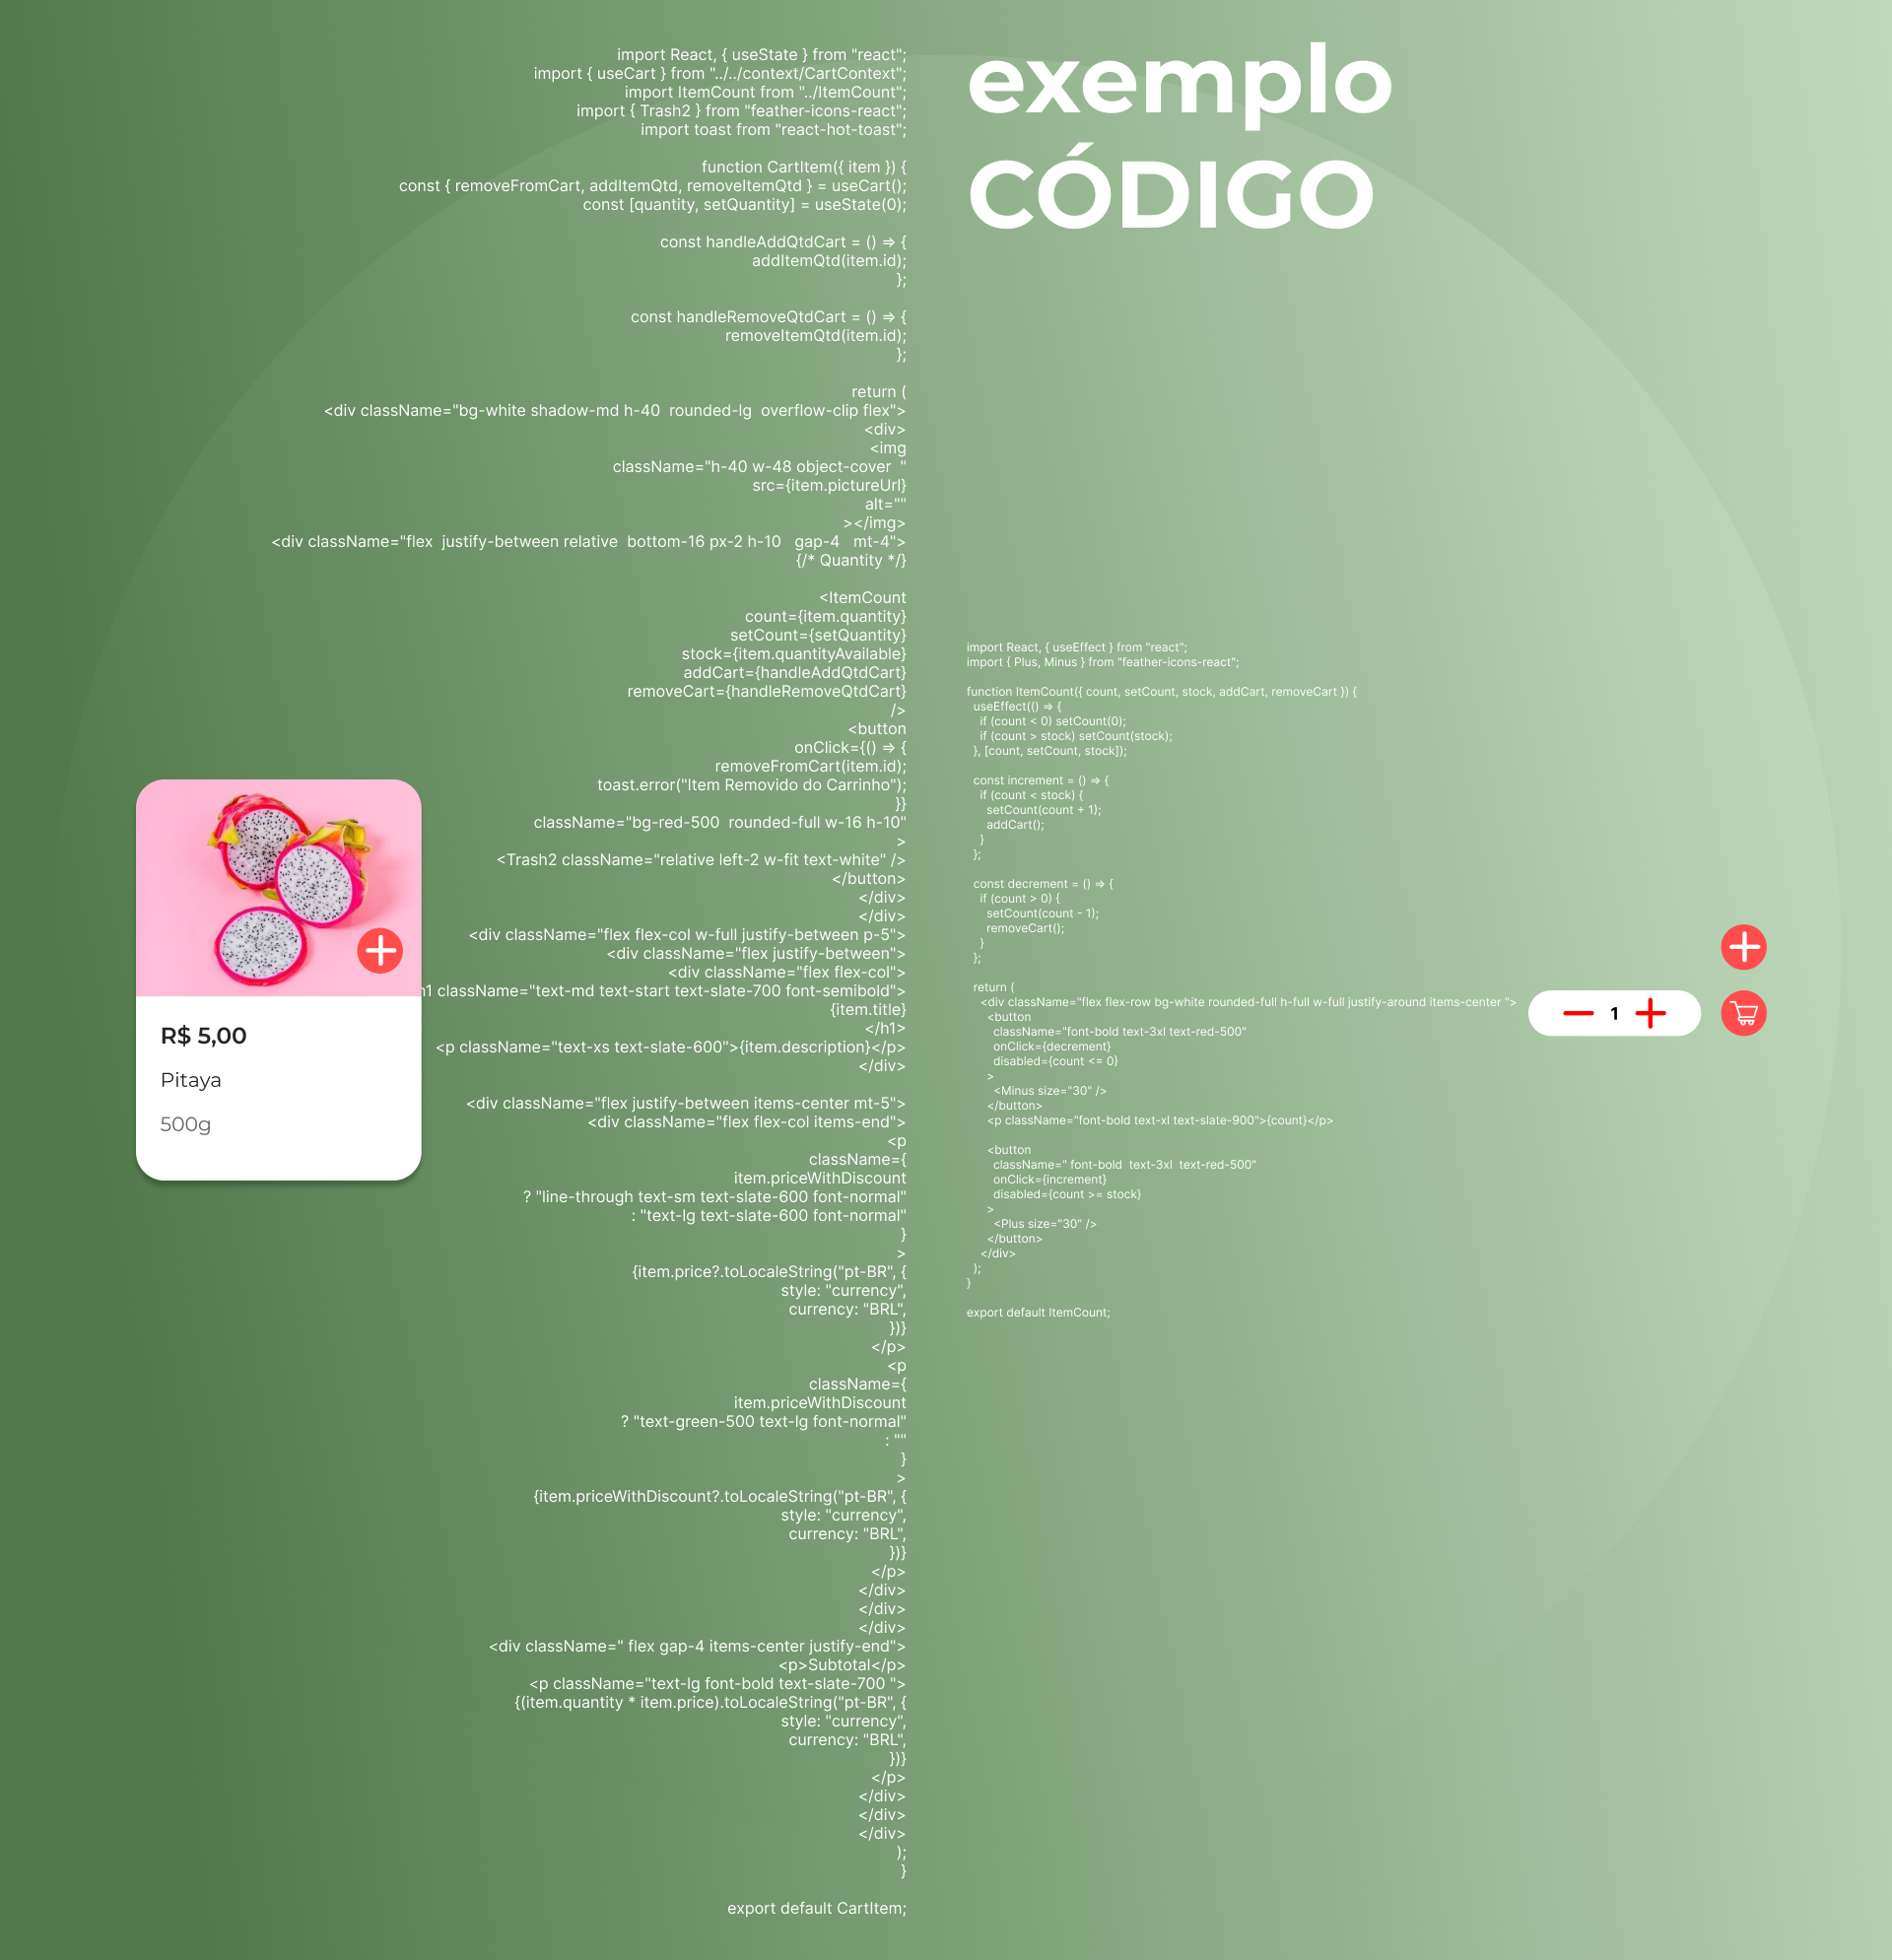 exemplo
CÓDIGO
import React, { useState } from "react";
import { useCart } from "../../context/CartContext";
import ItemCount from "../ItemCount";
import { Trash2 } from "feather-icons-react";
import toast from "react-hot-toast";
function CartItem({ item }) {
const { removeFromCart, addItemQtd, removeItemQtd } = useCart();
const [quantity, setQuantity] = useState(0);
const handleAddQtdCart = () => {
addItemQtd(item.id);
};
const handleRemoveQtdCart = () => {
removeItemQtd(item.id);
};
return (
<div className="bg-white shadow-md h-40  rounded-lg  overflow-clip flex">
<div>
<img
className="h-40 w-48 object-cover  "
src={item.pictureUrl}
alt=""
></img>
<div className="flex  justify-between relative  bottom-16 px-2 h-10   gap-4   mt-4">
{/* Quantity */}
<ItemCount
count={item.quantity}
setCount={setQuantity}
stock={item.quantityAvailable}
addCart={handleAddQtdCart}
removeCart={handleRemoveQtdCart}
/>
<button
onClick={() => {
removeFromCart(item.id);
toast.error("Item Removido do Carrinho");
}}
className="bg-red-500  rounded-full w-16 h-10"
>
<Trash2 className="relative left-2 w-fit text-white" />
</button>
</div>
</div>
<div className="flex flex-col w-full justify-between p-5">
<div className="flex justify-between">
<div className="flex flex-col">
h1 className="text-md text-start text-slate-700 font-semibold">
{item.title}
</h1>
<p className="text-xs text-slate-600">{item.description}</p>
</div>
<div className="flex justify-between items-center mt-5">
<div className="flex flex-col items-end">
<p
className={
item.priceWithDiscount
? "line-through text-sm text-slate-600 font-normal"
: "text-lg text-slate-600 font-normal"
}
>
{item.price?.toLocaleString("pt-BR", {
style: "currency",
currency: "BRL",
})}
</p>
<p
className={
item.priceWithDiscount
? "text-green-500 text-lg font-normal"
: ""
}
>
{item.priceWithDiscount?.toLocaleString("pt-BR", {
style: "currency",
currency: "BRL",
})}
</p>
</div>
</div>
</div>
<div className=" flex gap-4 items-center justify-end">
<p>Subtotal</p>
<p className="text-lg font-bold text-slate-700 ">
{(item.quantity * item.price).toLocaleString("pt-BR", {
style: "currency",
currency: "BRL",
})}
</p>
</div>
</div>
</div>
);
}
export default CartItem;
R$ 5,00
Pitaya
500g
import React, { useEffect } from "react";
import { Plus, Minus } from "feather-icons-react";
function ItemCount({ count, setCount, stock, addCart, removeCart }) {
useEffect(() => {
if (count < 0) setCount(0);
if (count > stock) setCount(stock);
}, [count, setCount, stock]);
const increment = () => {
if (count < stock) {
setCount(count + 1);
addCart();
}
};
const decrement = () => {
if (count > 0) {
setCount(count - 1);
removeCart();
}
};
return (
<div className="flex flex-row bg-white rounded-full h-full w-full justify-around items-center ">
<button
className="font-bold text-3xl text-red-500"
onClick={decrement}
disabled={count <= 0}
>
<Minus size="30" />
</button>
<p className="font-bold text-xl text-slate-900">{count}</p>
<button
className=" font-bold  text-3xl  text-red-500"
onClick={increment}
disabled={count >= stock}
>
<Plus size="30" />
</button>
</div>
);
}
export default ItemCount;
1